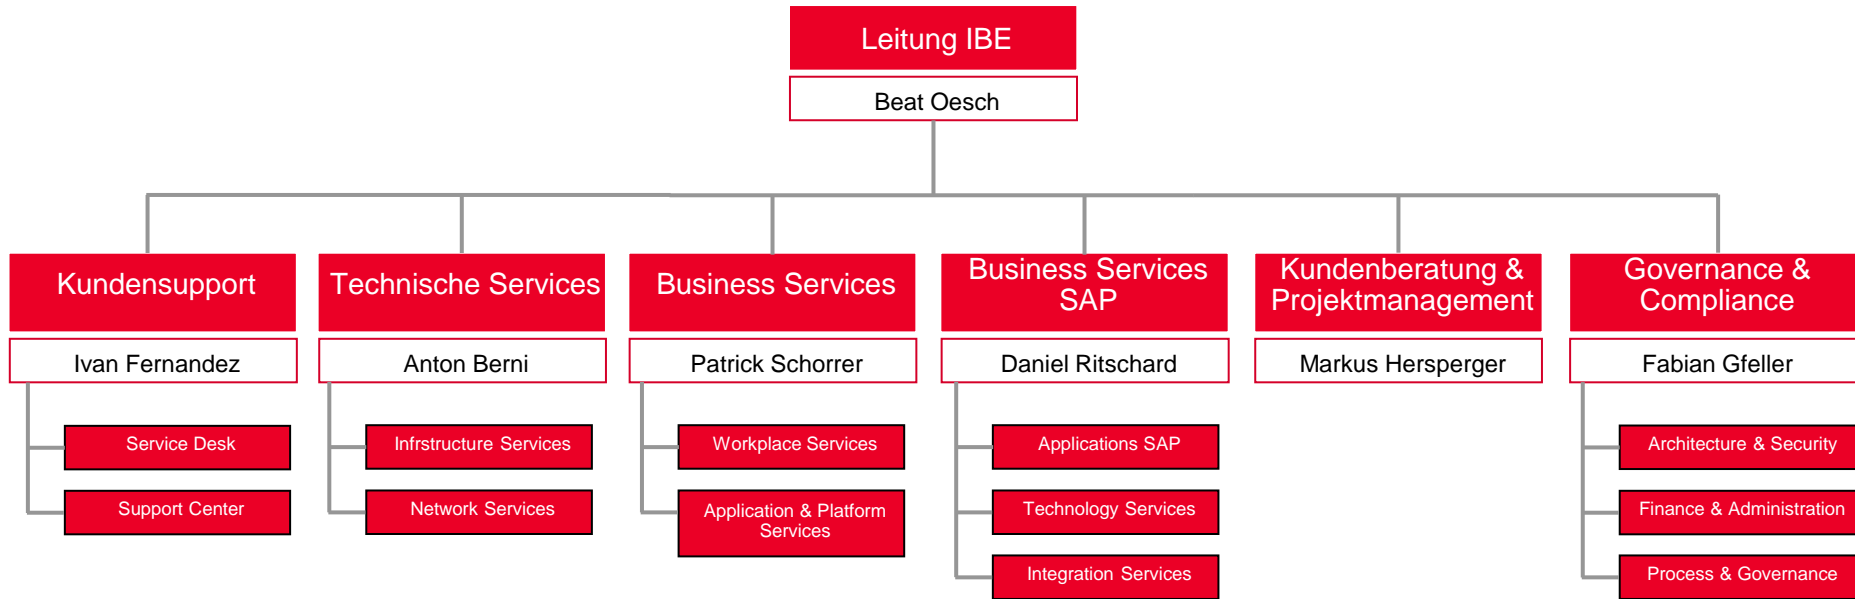 Leitung IBE
Beat Oesch
Kundensupport
Ivan Fernandez
Service Desk
Support Center
Technische Services
Anton Berni
Infrstructure Services
Network Services
Business Services
Patrick Schorrer
Workplace Services
Application & Platform
Services
Business Services
SAP
Daniel Ritschard
Applications SAP
Technology Services
Integration Services
Kundenberatung &
Projektmanagement
Markus Hersperger
Governance &
Compliance
Fabian Gfeller
Architecture & Security
Finance & Administration
Process & Governance